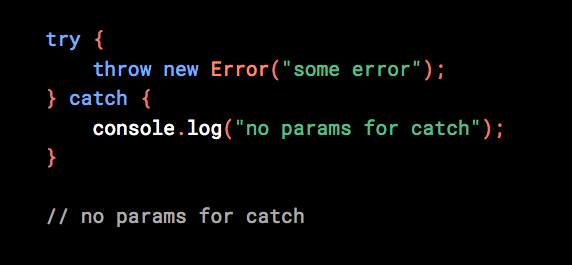 try {
    throw new Error("some error");
} catch {
    console.log("no params for catch");
}

// no params for catch